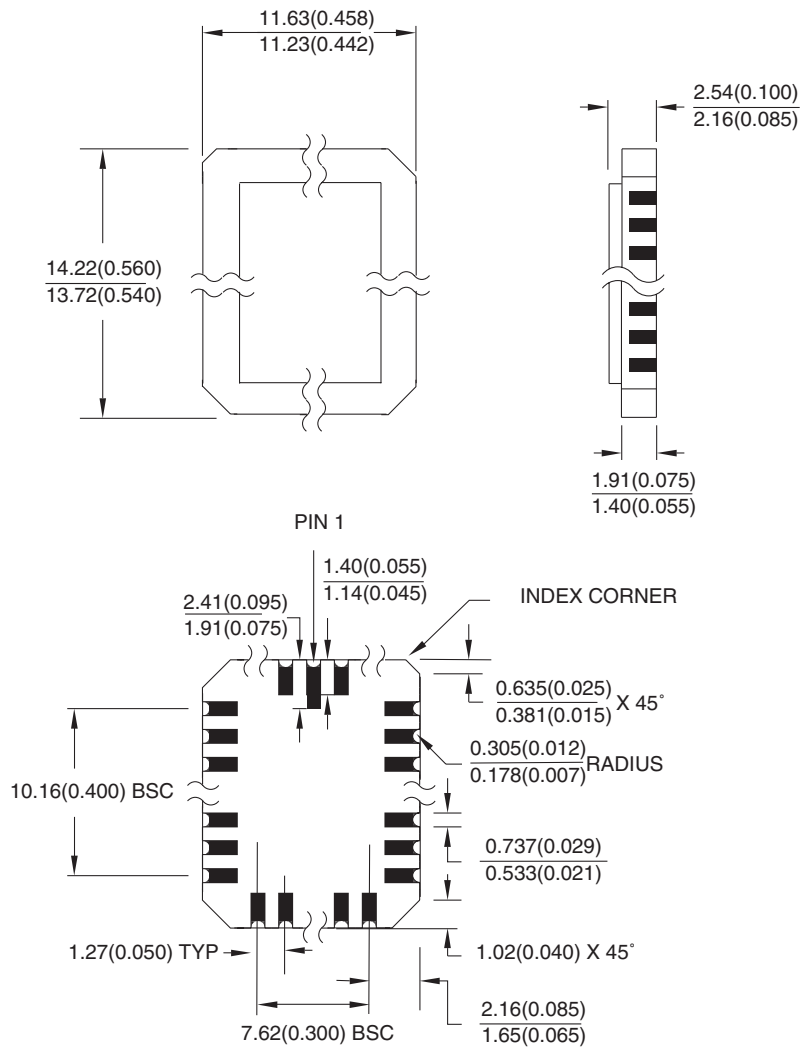 11.63(0.458)
11.23(0.442)
2.54(0.100)
2.16(0.085)
14.22(0.560)
13.72(0.540)
1.91(0.075)
1.40(0.055)
PIN 1
1.40(0.055)
1.14(0.045)
INDEX CORNER
2.41(0.095)
1.91(0.075)
0.635(0.025) X 45˚
0.381(0.015)
0.305(0.012) RADIUS
0.178(0.007)
10.16(0.400) BSC
0.737(0.029)
0.533(0.021)
1.27(0.050) TYP
1.02(0.040) X 45˚
2.16(0.085)
1.65(0.065)
7.62(0.300) BSC